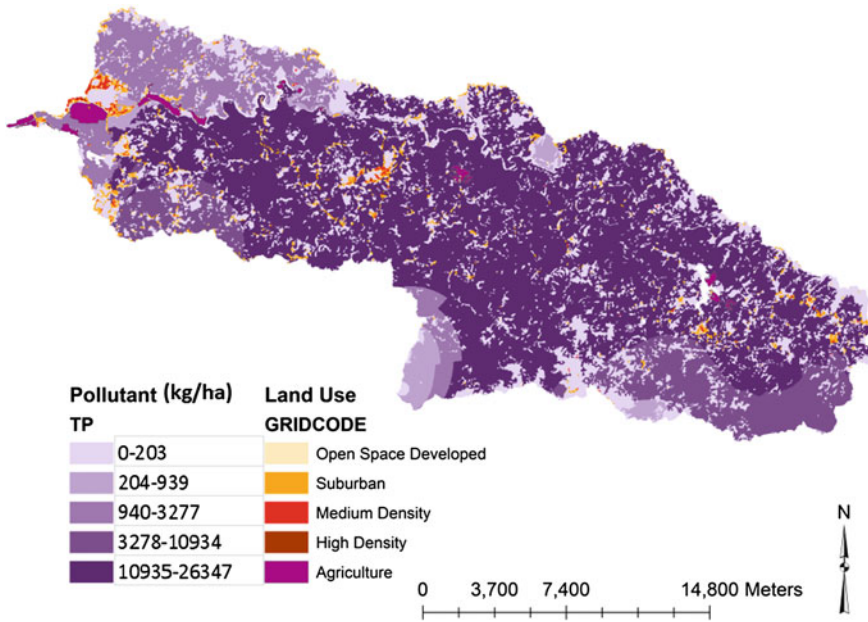 Pollutant (kg/ha) Land Use
TP GRIDCODE
0-203 Open Space Developed
204-939 Suburban
940-3277 Medium Density
3278-10934 High Density
10935-26347 Agriculture
N
0 3,700 7,400 14,800 Meters